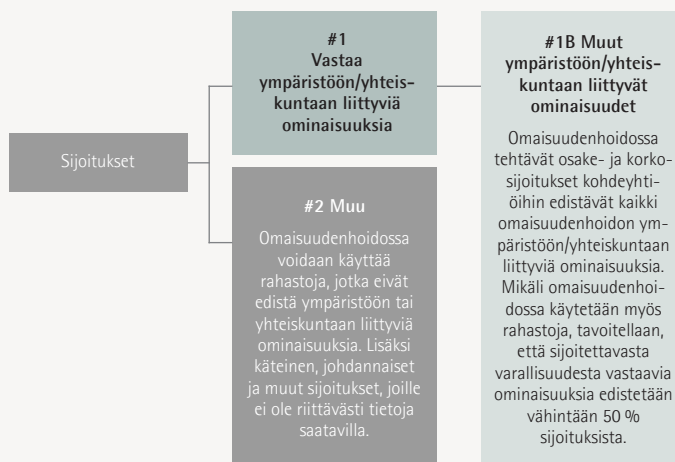 Sijoitukset
#1
Vastaa
ympäristöön/yhteis-
kuntaan liittyviä
ominaisuuksia
#2 Muu
Omaisuudenhoidossa
voidaan käyttää
rahastoja, jotka eivät
edistä ympäristöön tai
yhteiskuntaan liittyviä
ominaisuuksia. Lisäksi
käteinen, johdannaiset
ja muut sijoitukset, joille
ei ole riittävästi tietoja
saatavilla.
#1B Muut
ympäristöön/yhteis-
kuntaan liittyvät
ominaisuudet
Omaisuudenhoidossa
tehtävät osake- ja korko-
sijoitukset kohdeyhti-
öihin edistävät kaikki
omaisuudenhoidon ym-
päristöön/yhteiskuntaan
liittyviä ominaisuuksia.
Mikäli omaisuudenhoi-
dossa käytetään myös
rahastoja, tavoitellaan,
että sijoitettavasta
varallisuudesta vastaavia
ominaisuuksia edistetään
vähintään 50 %
sijoituksista.